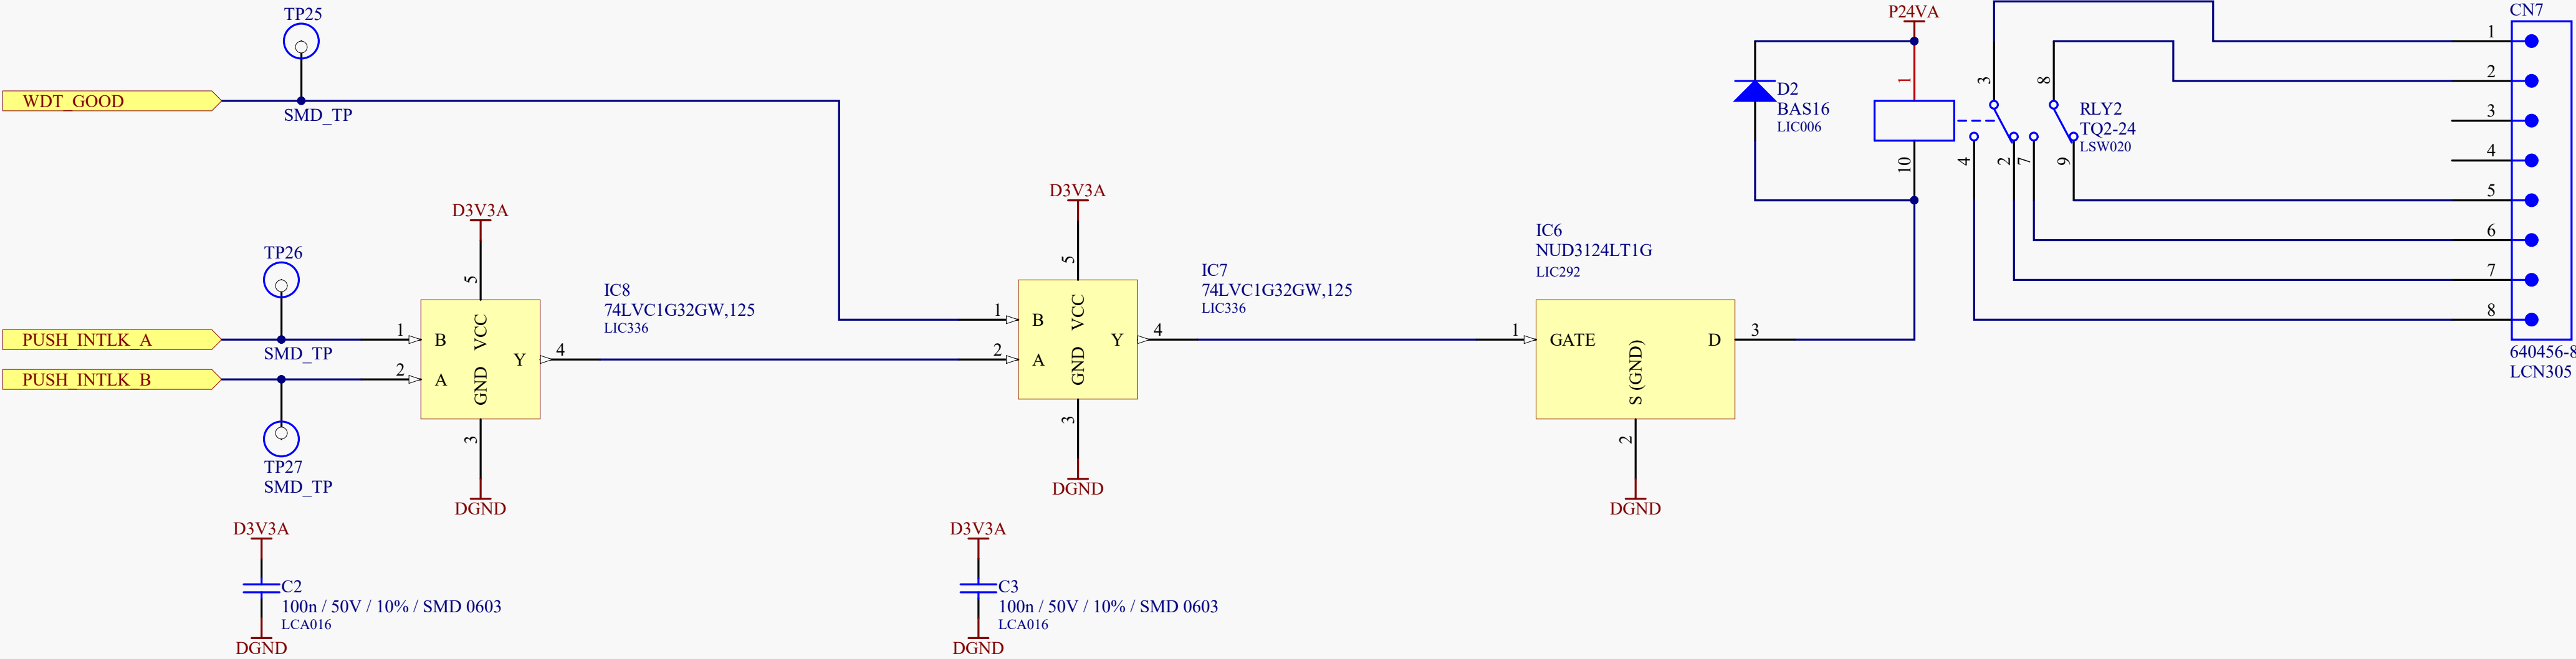 TP25
SMD_TP
WDT_GOOD
TP26
SMD_TP
PUSH_INTLK_A
PUSH_INTLK_B
TP27
SMD_TP
D3V3A
5
1
B
VCC
2
A
GND
Y
4
3
DGND
IC8
74LVC1G32GW,125
LIC336
D3V3A
C2
100n / 50V / 10% / SMD 0603
LCA016
DGND
D3V3A
5
1
B
VCC
2
A
GND
Y
4
3
DGND
IC7
74LVC1G32GW,125
LIC336
D3V3A
C3
100n / 50V / 10% / SMD 0603
LCA016
DGND
IC6
NUD3124LT1G
LIC292
1
GATE
D
3
S (GND)
2
DGND
P24VA
1
10
D2
BAS16
LIC006
3
8
4
2
7
9
RLY2
TQ2-24
LSW020
CN7
1
2
3
4
5
6
7
8
640456-8
LCN305